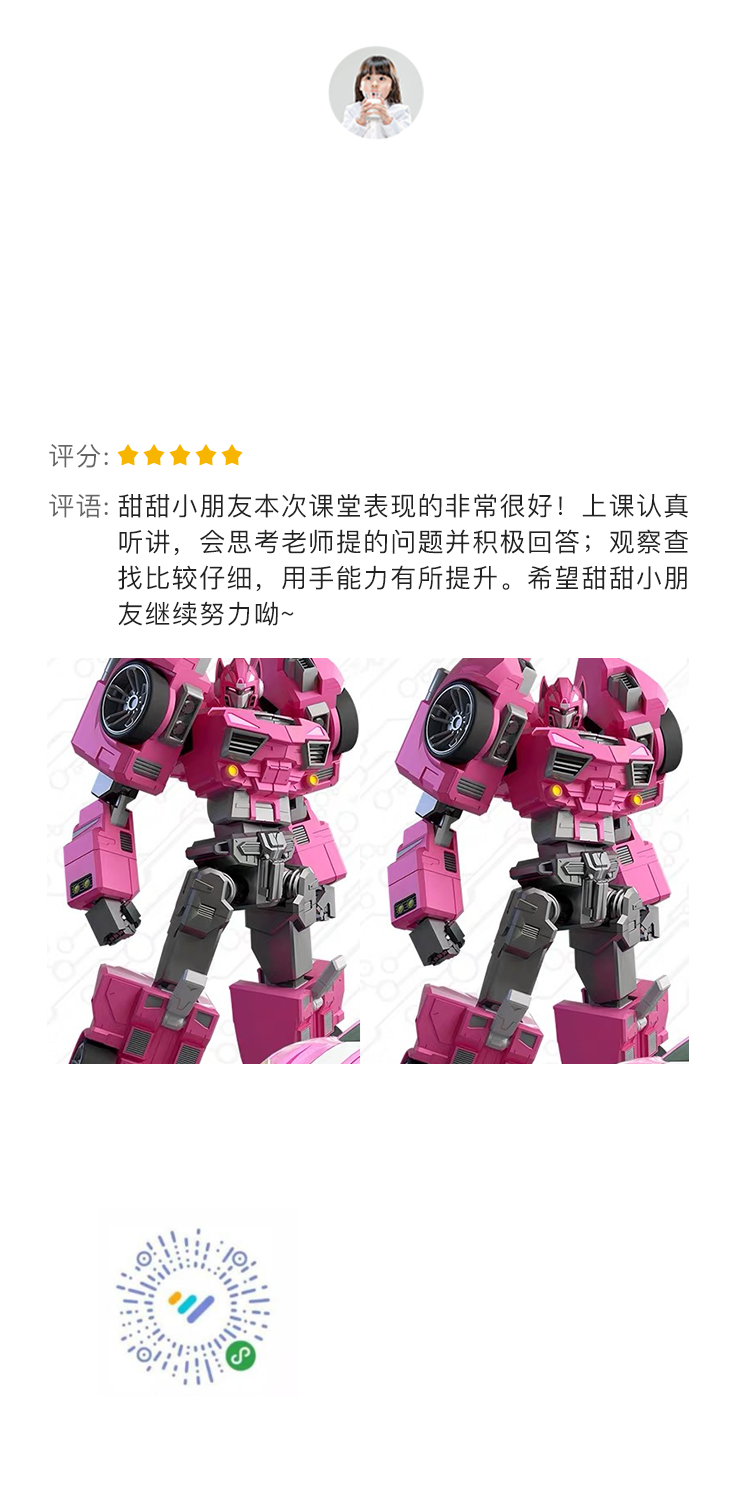 评分:
评语: 甜甜小朋友本次课堂表现的非常很好！上课认真
听讲，会思考老师提的问题并积极回答；观察查
找比较仔细，用手能力有所提升。希望甜甜小朋
友继续努力呦~